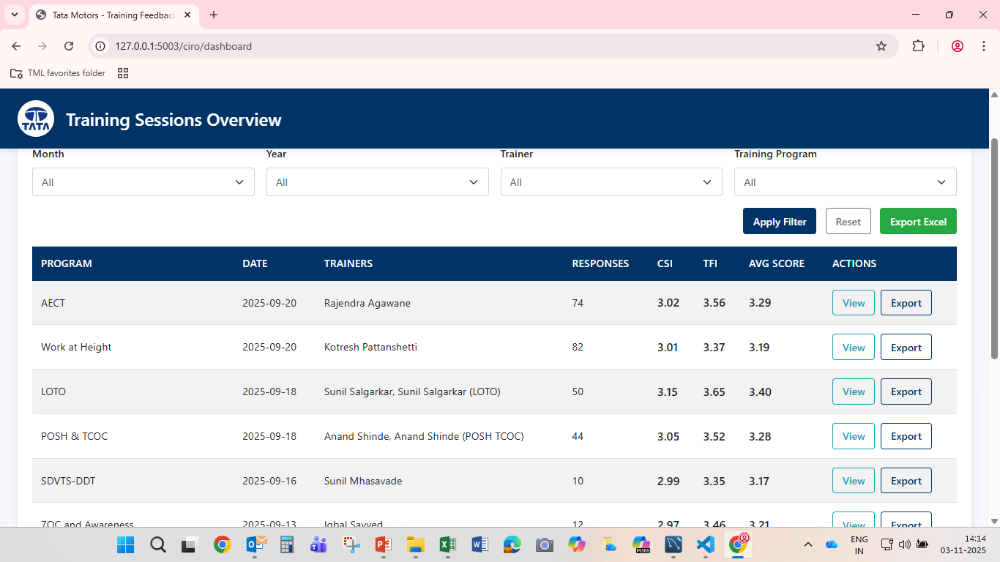 Tata Motors - Training Feedbac
127.0.0.1:5003/ciro/dashboard
TML favorites folder
TATA Training Sessions Overview
Month Year Trainer Training Program
All All All All
Apply Filter Reset Export Excel
PROGRAM DATE TRAINERS RESPONSES CSI TFI AVG SCORE ACTIONS
AECT 2025-09-20 Rajendra Agawane 74 3.02 3.56 3.29 View Export
Work at Height 2025-09-20 Kotresh Pattanshetti 82 3.01 3.37 3.19 View Export
LOTO 2025-09-18 Sunil Salgarkar, Sunil Salgarkar (LOTO) 50 3.15 3.65 3.40 View Export
POSH & TCOC 2025-09-18 Anand Shinde, Anand Shinde (POSH TCOC) 44 3.05 3.52 3.28 View Export
SDVTS-DDT 2025-09-16 Sunil Mhasavade 10 2.99 3.35 3.17 View Export
7QC and Awareness 2025-09-13 Iqbal Sayyed 12 2.97 3.46 3.21 View Export
ENG 14:14
IN 03-11-2025